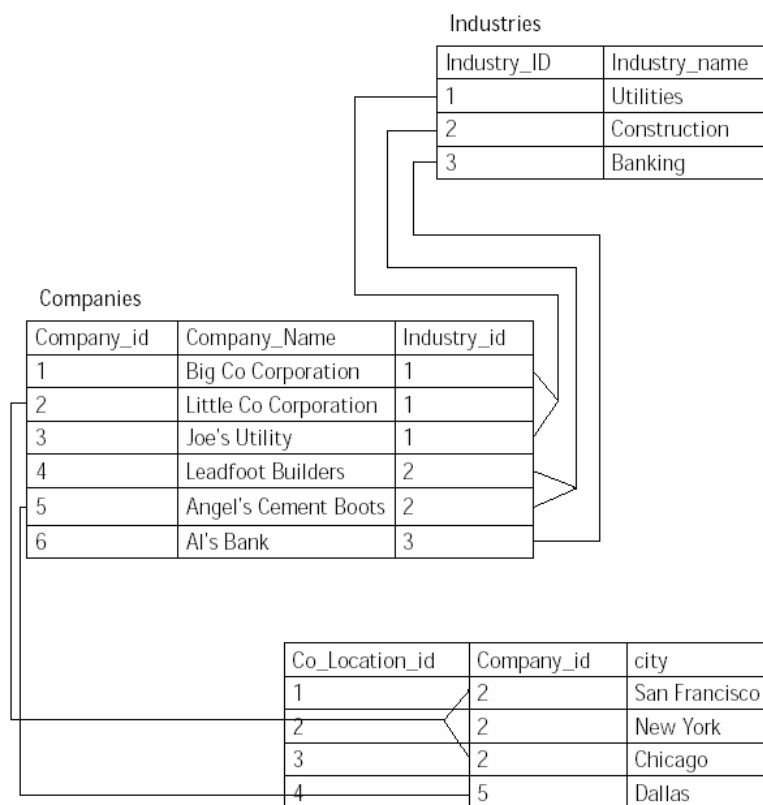 Industries
Industry_ID Industry_name
1 Utilities
2 Construction
3 Banking
Companies
Company_id Company_Name Industry_id
1 Big Co Corporation 1
2 Little Co Corporation 1
3 Joe's Utility 1
4 Leadfoot Builders 2
5 Angel's Cement Boots 2
6 Al's Bank 3
Co_Location_id Company_id city
1 2 San Francisco
2 2 New York
3 2 Chicago
4 5 Dallas